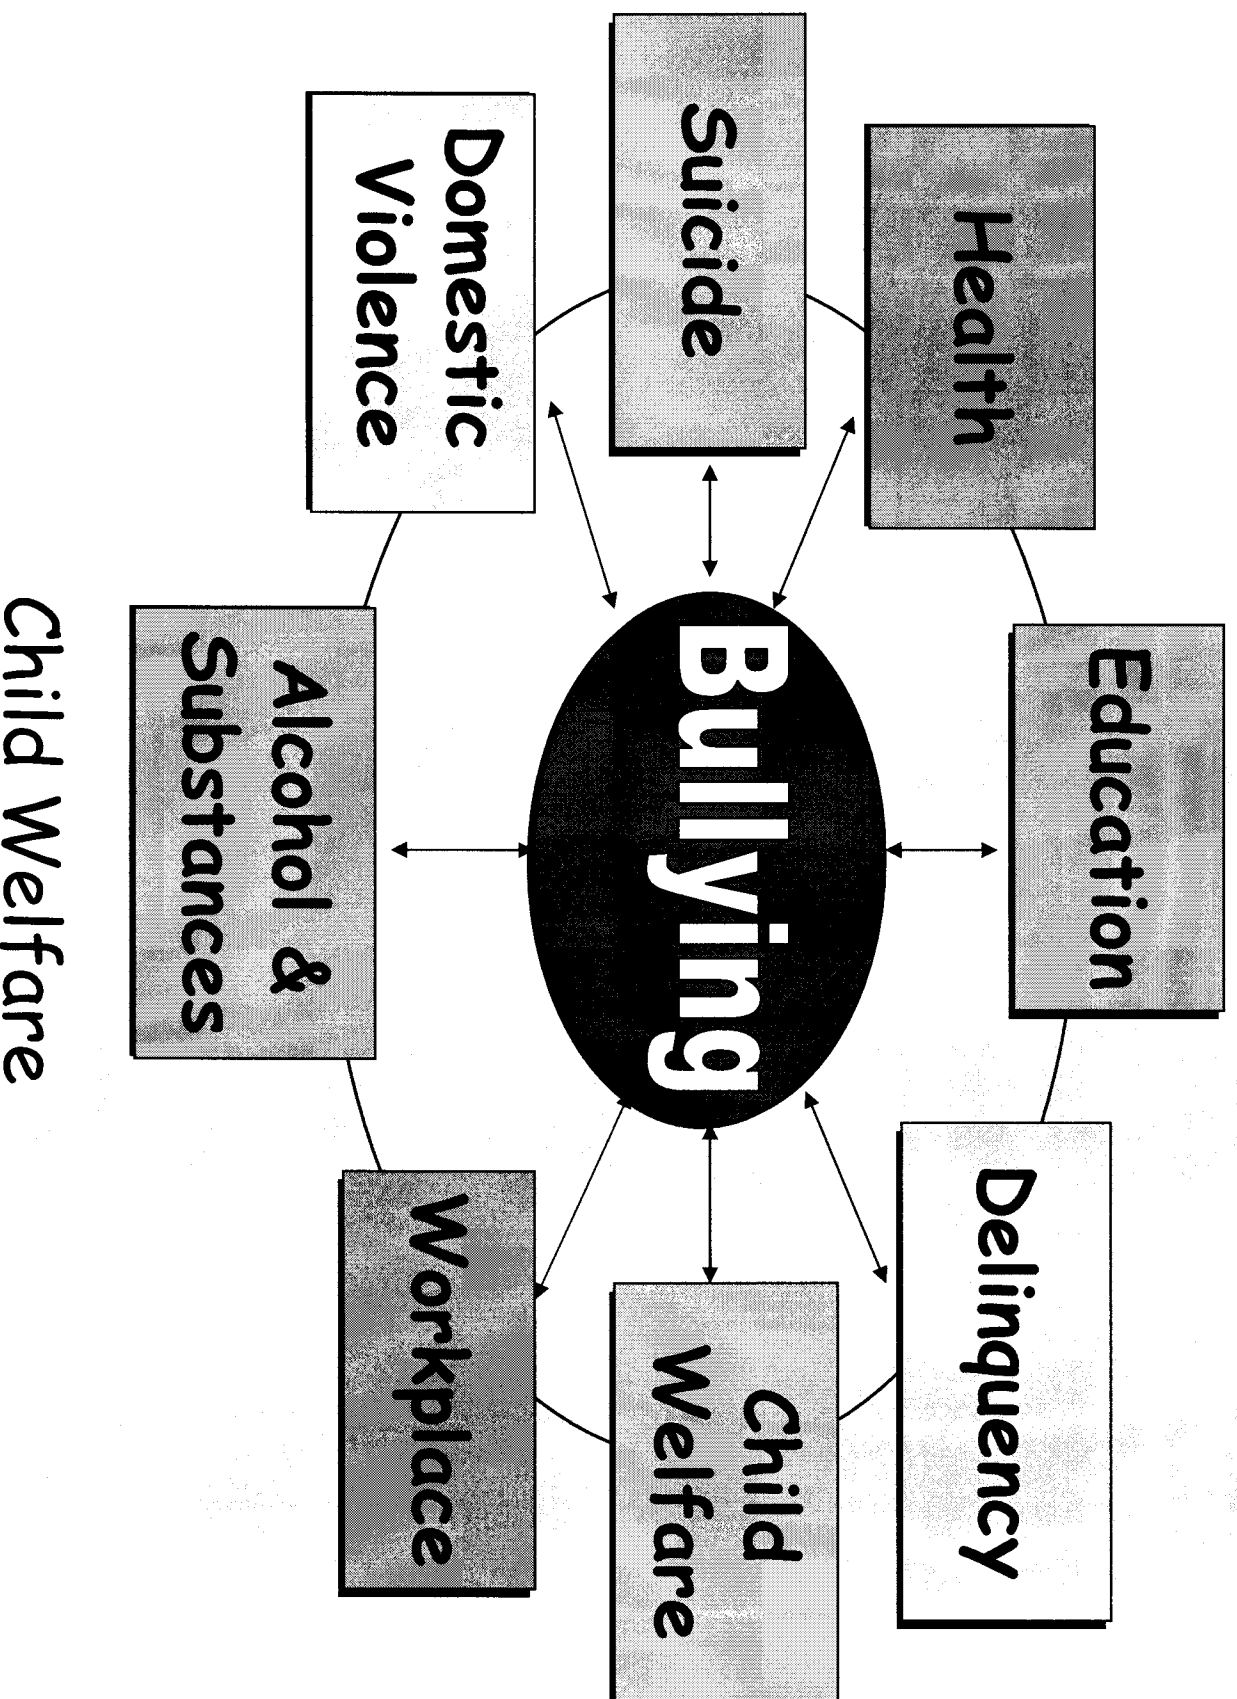 Education
Health
Delinquency
Suicide
Bullying
Child
Welfare
Domestic
Violence
Workplace
Alcohol &
Substances
Child Welfare